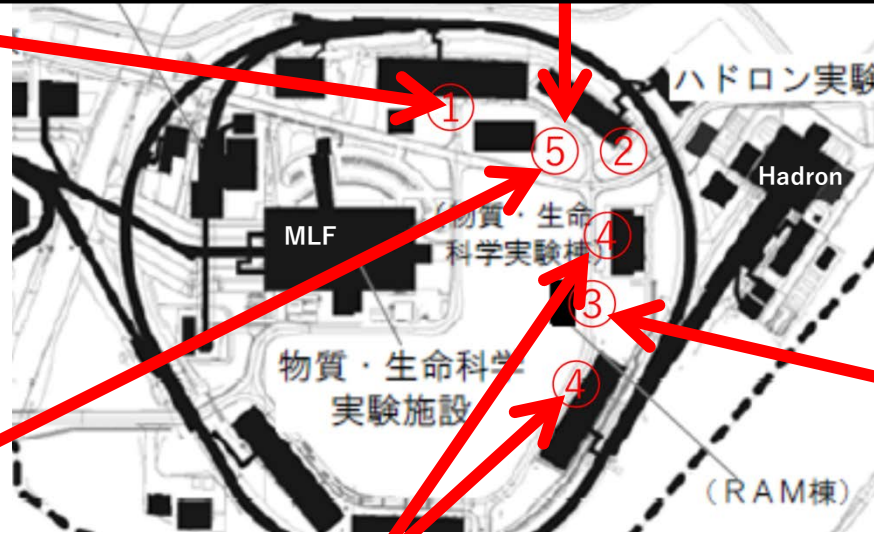 ①
ハドロン実験
⑤
②
Hadron
MLF
(物質・生命
科学実験棟)
④
③
物質・生命科学
実験施設
④
(RAM棟)